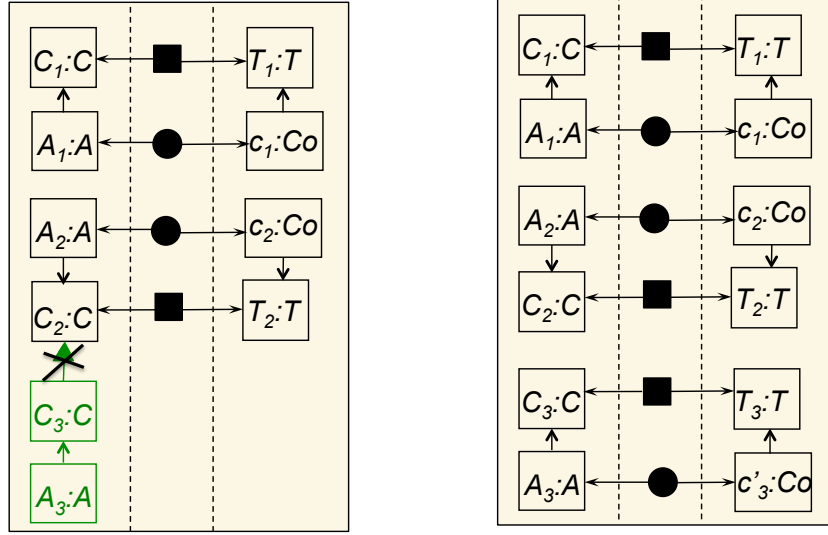 C₁:C T₁:T
A₁:A c₁:Co
A₂:A c₂:Co
C₂:C T₂:T
C₃:C
A₃:A
C₁:C T₁:T
A₁:A c₁:Co
A₂:A c₂:Co
C₂:C T₂:T
C₃:C T₃:T
A₃:A c'₃:Co